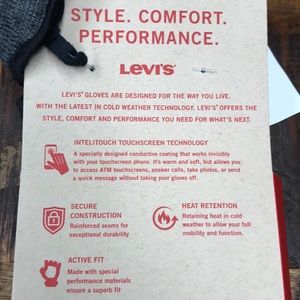 STYLE. COMFORT.
PERFORMANCE.
LEVI'S
LEVI'S® GLOVES ARE DESIGNED FOR THE WAY YOU LIVE.
WITH THE LATEST IN COLD WEATHER TECHNOLOGY, LEVI'S® OFFERS THE
STYLE, COMFORT AND PERFORMANCE YOU NEED FOR WHAT'S NEXT.
INTELITOUCH TOUCHSCREEN TECHNOLOGY
A specially designed conductive coating that works invisibly
with your touchscreen phone. It's warm and soft, but allows you
to access ATM touchscreens, answer calls, take photos, or send
a quick message without taking your gloves off.
SECURE
CONSTRUCTION
Reinforced seams for
exceptional durability
HEAT RETENTION
Retaining heat in cold
weather to allow your full
mobility and function.
ACTIVE FIT
Made with special
performance materials
ensure a superb fit